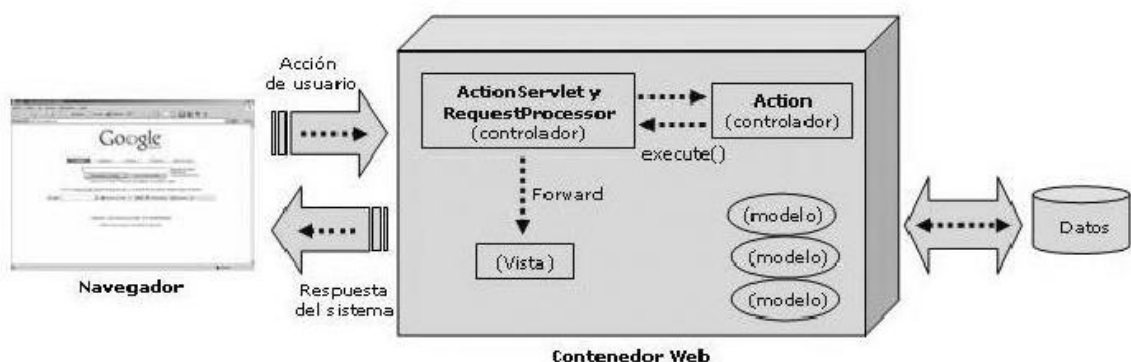 Google
Navegador
Acción
de usuario
Respuesta
del sistema
ActionServlet y
RequestProcessor
(controlador)
Action
(controlador)
execute()
Forward
(Vista)
(modelo)
(modelo)
(modelo)
Datos
Contenedor Web